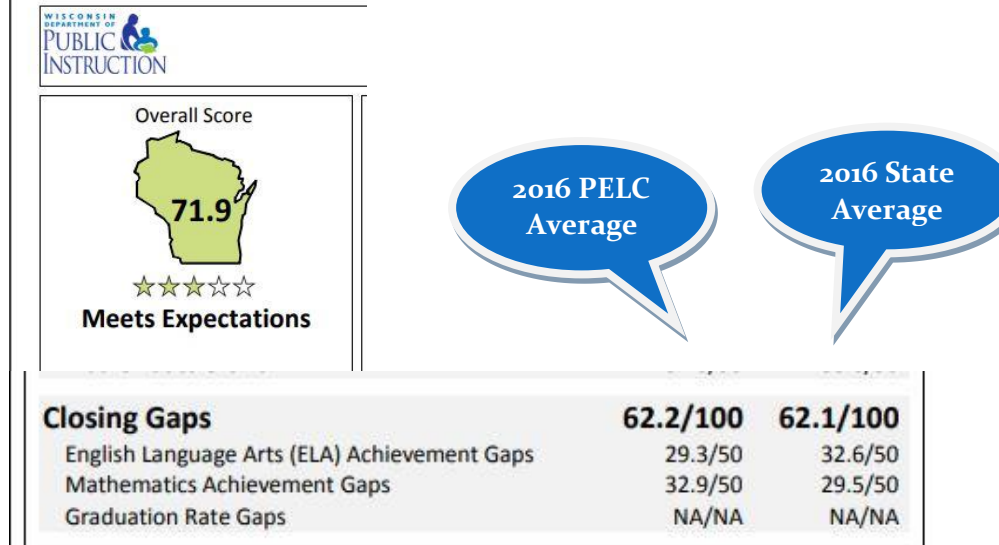 WISCONSIN
DEPARTMENT OF
PUBLIC
INSTRUCTION
Overall Score
71.9
Meets Expectations
2016 PELC
Average
2016 State
Average
Closing Gaps 62.2/100 62.1/100
English Language Arts (ELA) Achievement Gaps 29.3/50 32.6/50
Mathematics Achievement Gaps 32.9/50 29.5/50
Graduation Rate Gaps NA/NA NA/NA